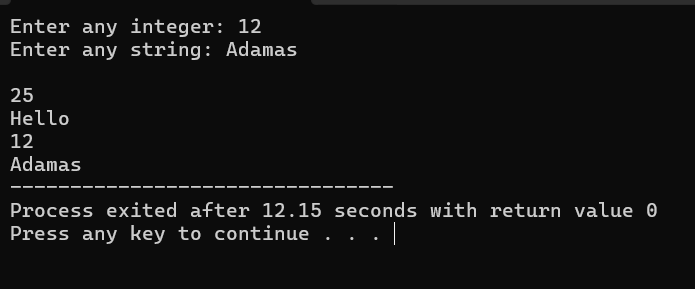 Enter any integer: 12
Enter any string: Adamas

25
Hello
12
Adamas
--------------------------------
Process exited after 12.15 seconds with return value 0
Press any key to continue . . .